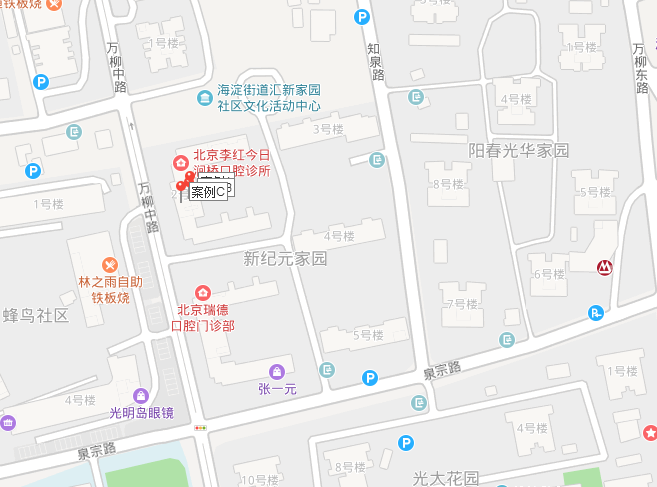 铁板烧
1号楼
3号楼
1号楼
万柳中路
知泉路
万柳东路
海淀街道汇新家园
社区文化活动中心
4号楼
3号楼
阳春光华家园
北京李红今日
河桥口腔诊所
案例C
8号楼
5号楼
1号楼
万柳中路
4号楼
新纪元家园
6号楼
林之雨自助
铁板烧
北京瑞德
口腔门诊部
7号楼
蜂鸟社区
5号楼
泉宗路
1号楼
张一元
4号楼
光明岛眼镜
4号楼
泉宗路
10号楼
8号楼
光大花园